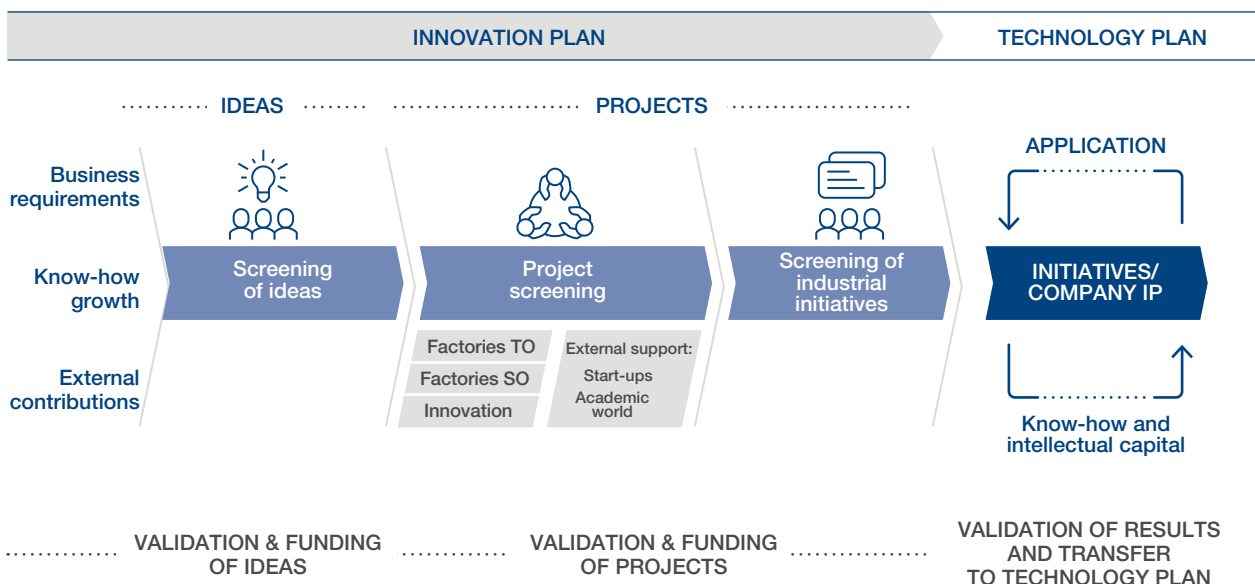 INNOVATION PLAN
TECHNOLOGY PLAN
IDEAS
PROJECTS
APPLICATION
Business
requirements
Know-how
growth
External
contributions
Screening
of ideas
Project
screening
Screening of
industrial
initiatives
INITIATIVES/
COMPANY IP
Factories TO
Factories SO
Innovation
External support:
Start-ups
Academic
world
Know-how and
intellectual capital
VALIDATION & FUNDING
OF IDEAS
VALIDATION & FUNDING
OF PROJECTS
VALIDATION OF RESULTS
AND TRANSFER
TO TECHNOLOGY PLAN